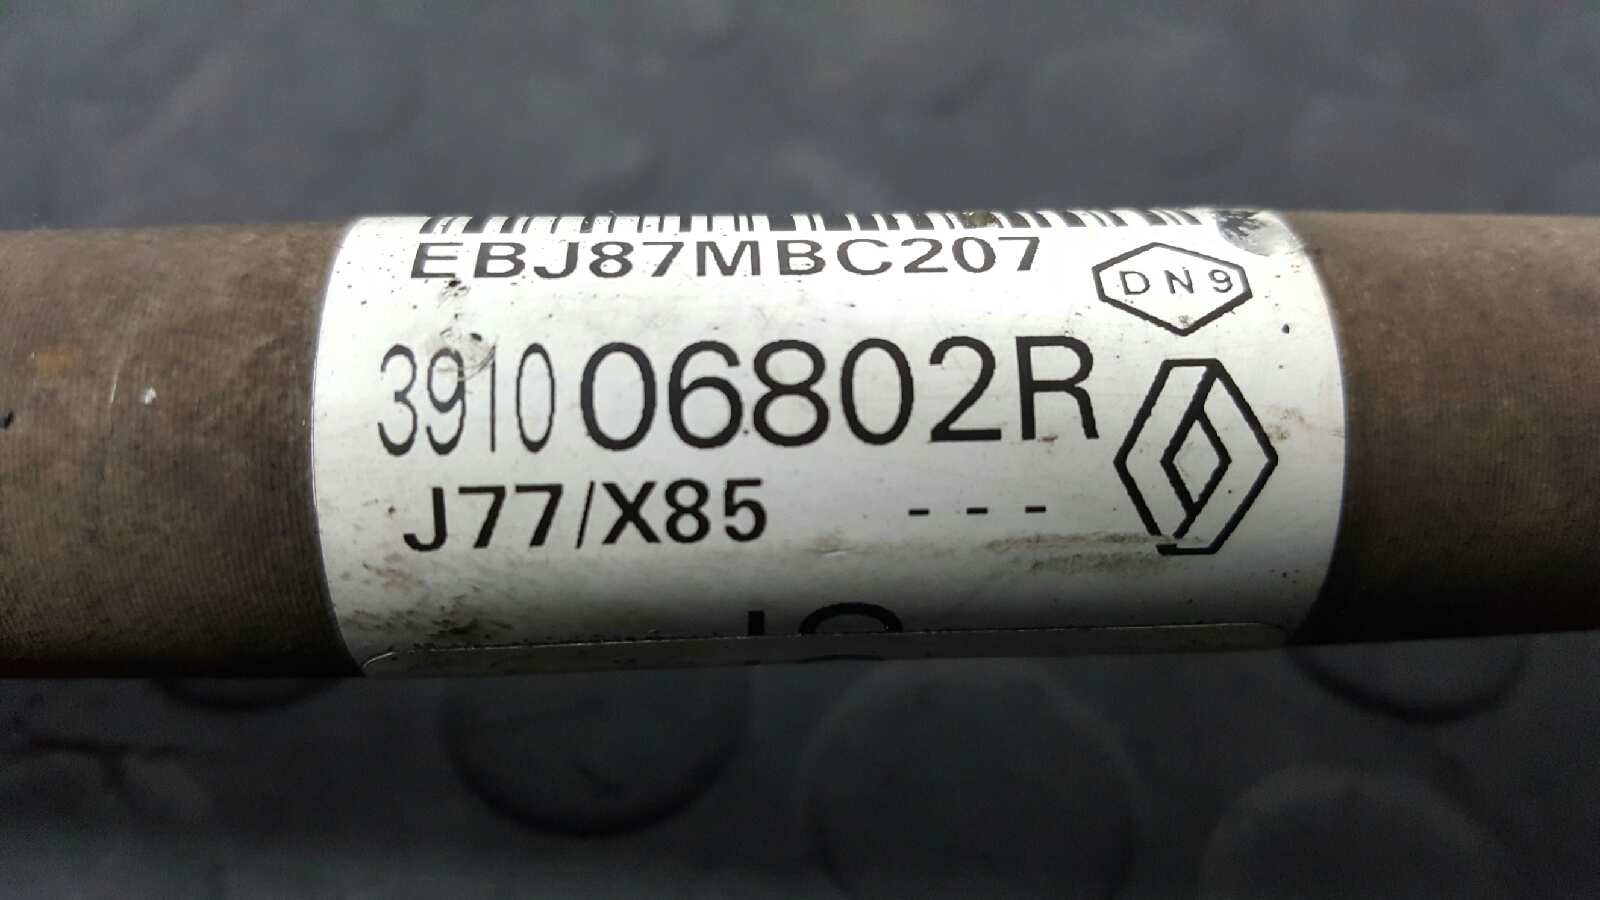 EBJ87MBC207
DN9
391006802R
J77/X85 ---